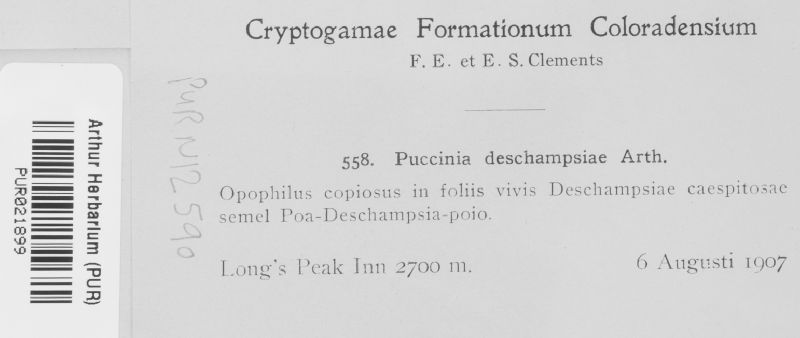 Cryptogamae Formationum Coloradensium
F. E. et E. S. Clements
558. Puccinia deschampsiae Arth.
Opophilus copiosus in foliis vivis Deschampsiae caespitosae
semel Poa-Deschampsia-poio.
Long's Peak Inn 2700 m.
6 Augusti 1907
PUR N12590
Arthur Herbarium (PUR)
PUR021899